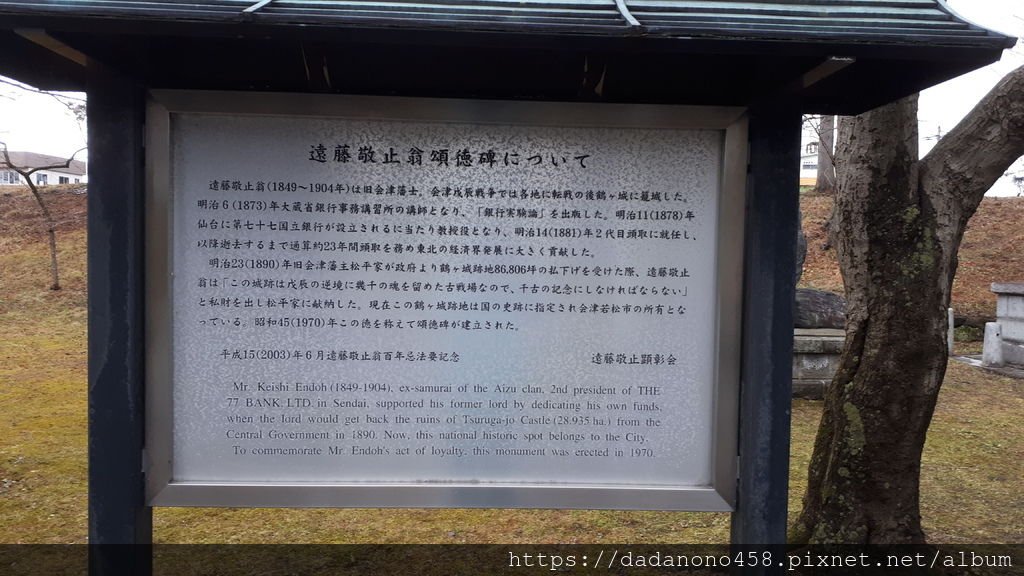 遠藤敬止翁頌徳碑について
遠藤敬止翁(1849〜1904年)は旧会津藩士。会津戊辰戦争では各地に転戦の後鶴ヶ城に籠城した。
明治6(1873)年大蔵省銀行事務講習所の講師となり、「銀行実験論」を出版した。明治11(1878)年
仙台に第七十七国立銀行が設立されるに当たり教授役となり、明治14(1881)年2代目頭取に就任し、
以降逝去するまで通算約23年間頭取を務め東北の経済界発展に大きく貢献した。
明治23(1890)年旧会津藩主松平家が政府より鶴ヶ城跡地86,806坪の払下げを受けた際、遠藤敬止
翁は「この城跡は戊辰の逆境に幾千の魂を留めた古戦場なので、千古の記念にしなければならない」
と私財を出し松平家に献納した。現在この鶴ヶ城跡地は国の史跡に指定され会津若松市の所有とな
っている。昭和45(1970)年この徳を称えて頌徳碑が建立された。
平成15(2003)年6月遠藤敬止翁百年忌法要記念 遠藤敬止顕彰会
Mr. Keishi Endoh (1849-1904), ex-samurai of the Aizu clan, 2nd president of THE
77 BANK, LTD. in Sendai, supported his former lord by dedicating his own funds,
when the lord would get back the ruins of Tsuruga-jo Castle (28.935 ha.) from the
Central Government in 1890. Now, this national historic spot belongs to the City.
To commemorate Mr. Endoh's act of loyalty, this monument was erected in 1970.
https://dadanono458.pixnet.net/album